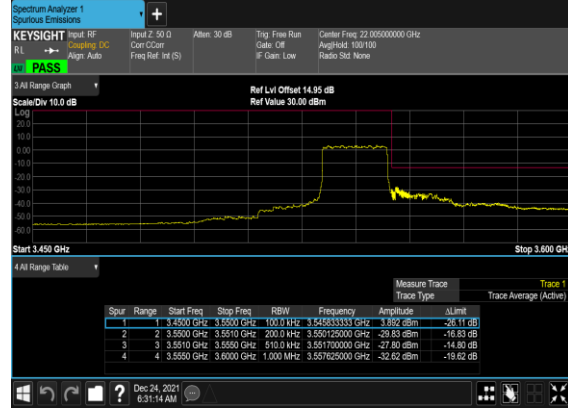 Spectrum Analyzer 1
Spurious Emissions
KEYSIGHT Input: RF
RL Coupling: DC
Align: Auto
Input Z: 50 Ω
Corr CCorr
Freq Ref: Int (S)
Atten: 30 dB
Trig: Free Run
Gate: Off
IF Gain: Low
Center Freq: 22.005000000 GHz
Avg|Hold: 100/100
Radio Std: None
PASS
3 All Range Graph
Ref Lvl Offset 14.95 dB
Scale/Div 10.0 dB
Ref Value 30.00 dBm
Log
20.0
10.0
0.00
-10.0
-20.0
-30.0
-40.0
-50.0
-60.0
Start 3.450 GHz
Stop 3.600 GH
4 All Range Table
Measure Trace Trace 1
Trace Type Trace Average (Active)
Spur Range Start Freq Stop Freq RBW Frequency Amplitude ΔLimit
1 1 3.4500 GHz 3.5500 GHz 100.0 kHz 3.545833333 GHz 3.892 dBm -26.11 dB
2 2 3.5500 GHz 3.5510 GHz 200.0 kHz 3.550125000 GHz -29.83 dBm -16.83 dB
3 3 3.5510 GHz 3.5550 GHz 510.0 kHz 3.551700000 GHz -27.80 dBm -14.80 dB
4 4 3.5550 GHz 3.6000 GHz 1.000 MHz 3.557625000 GHz -32.62 dBm -19.62 dB
Dec 24, 2021
6:31:14 AM